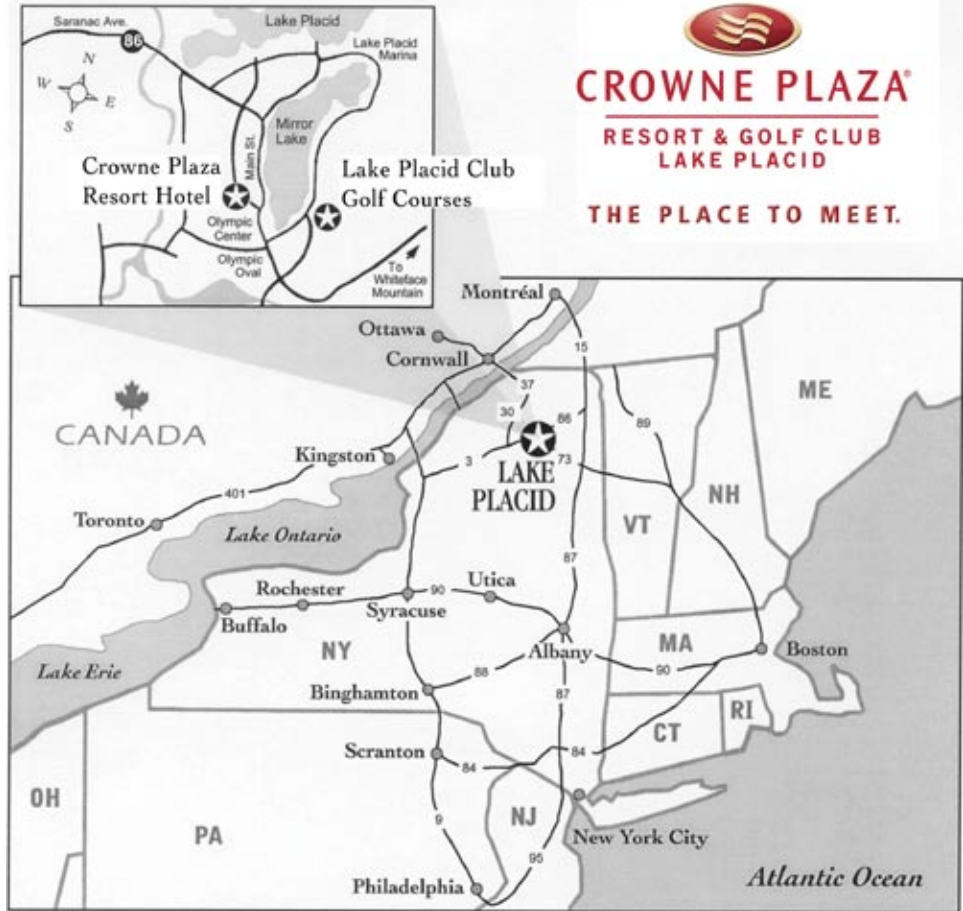 Saranac Ave.
86
N
W
E
S
Lake Placid
Lake Placid
Marina
Mirror
Lake
Main St.
Crowne Plaza
Resort Hotel
Lake Placid Club
Golf Courses
Olympic
Center
Olympic
Oval
To
Whiteface
Mountain
CROWNE PLAZA®
RESORT & GOLF CLUB
LAKE PLACID
THE PLACE TO MEET.
Montréal
Ottawa
Cornwall
15
37
ME
CANADA
30
86
89
Kingston
3
73
LAKE
PLACID
NH
401
Toronto
VT
Lake Ontario
87
Rochester
90
Utica
Buffalo
Syracuse
Albany
MA
Boston
NY
90
Lake Erie
88
Binghamton
87
RI
CT
Scranton
84
84
OH
9
NJ
New York City
PA
95
Philadelphia
Atlantic Ocean